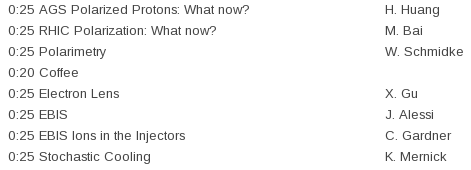 0:25 AGS Polarized Protons: What now? H. Huang
0:25 RHIC Polarization: What now? M. Bai
0:25 Polarimetry W. Schmidke
0:20 Coffee
0:25 Electron Lens X. Gu
0:25 EBIS J. Alessi
0:25 EBIS Ions in the Injectors C. Gardner
0:25 Stochastic Cooling K. Mernick